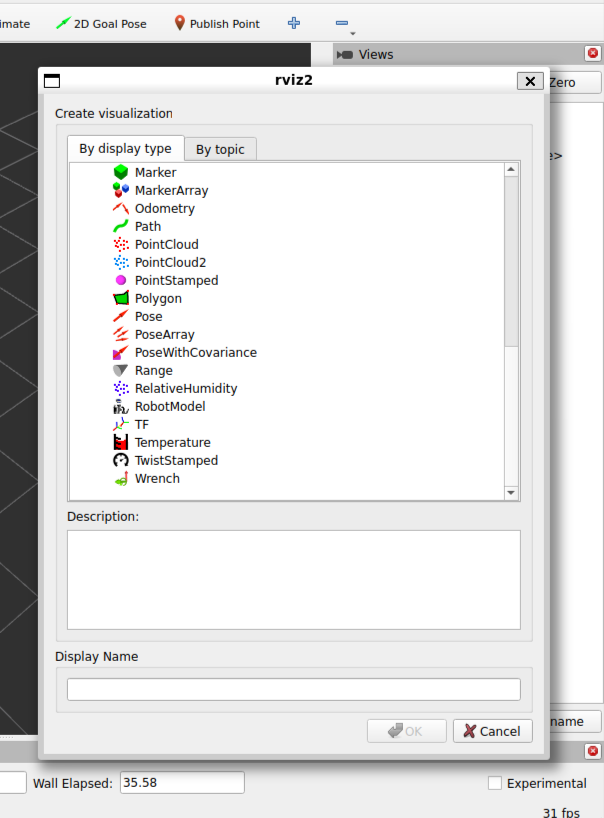 imate 2D Goal Pose Publish Point
Views
rviz2
Zero
Create visualization
By display type By topic
e>
Marker
MarkerArray
Odometry
Path
PointCloud
PointCloud2
PointStamped
Polygon
Pose
PoseArray
PoseWithCovariance
Range
RelativeHumidity
RobotModel
TF
Temperature
TwistStamped
Wrench
Description:
Display Name
name
OK Cancel
Wall Elapsed: 35.58 Experimental
31 fps